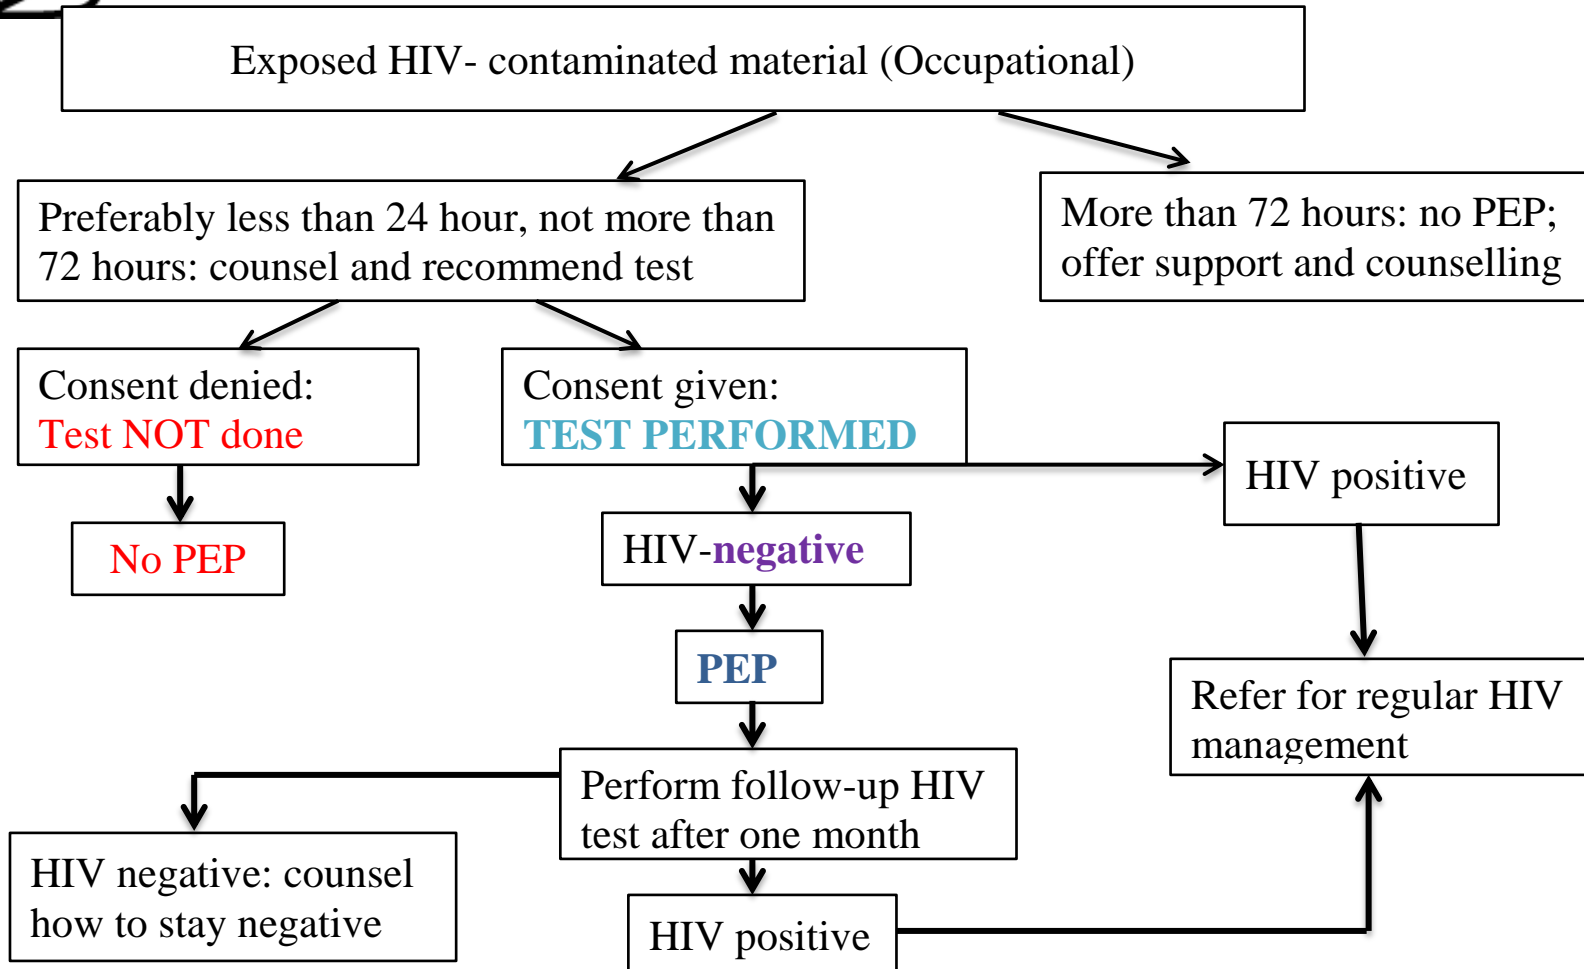 Exposed HIV- contaminated material (Occupational)
Preferably less than 24 hour, not more than
72 hours: counsel and recommend test
More than 72 hours: no PEP;
offer support and counselling
Consent denied:
Test NOT done
Consent given:
TEST PERFORMED
HIV positive
No PEP
HIV-negative
PEP
Refer for regular HIV
management
Perform follow-up HIV
test after one month
HIV negative: counsel
how to stay negative
HIV positive